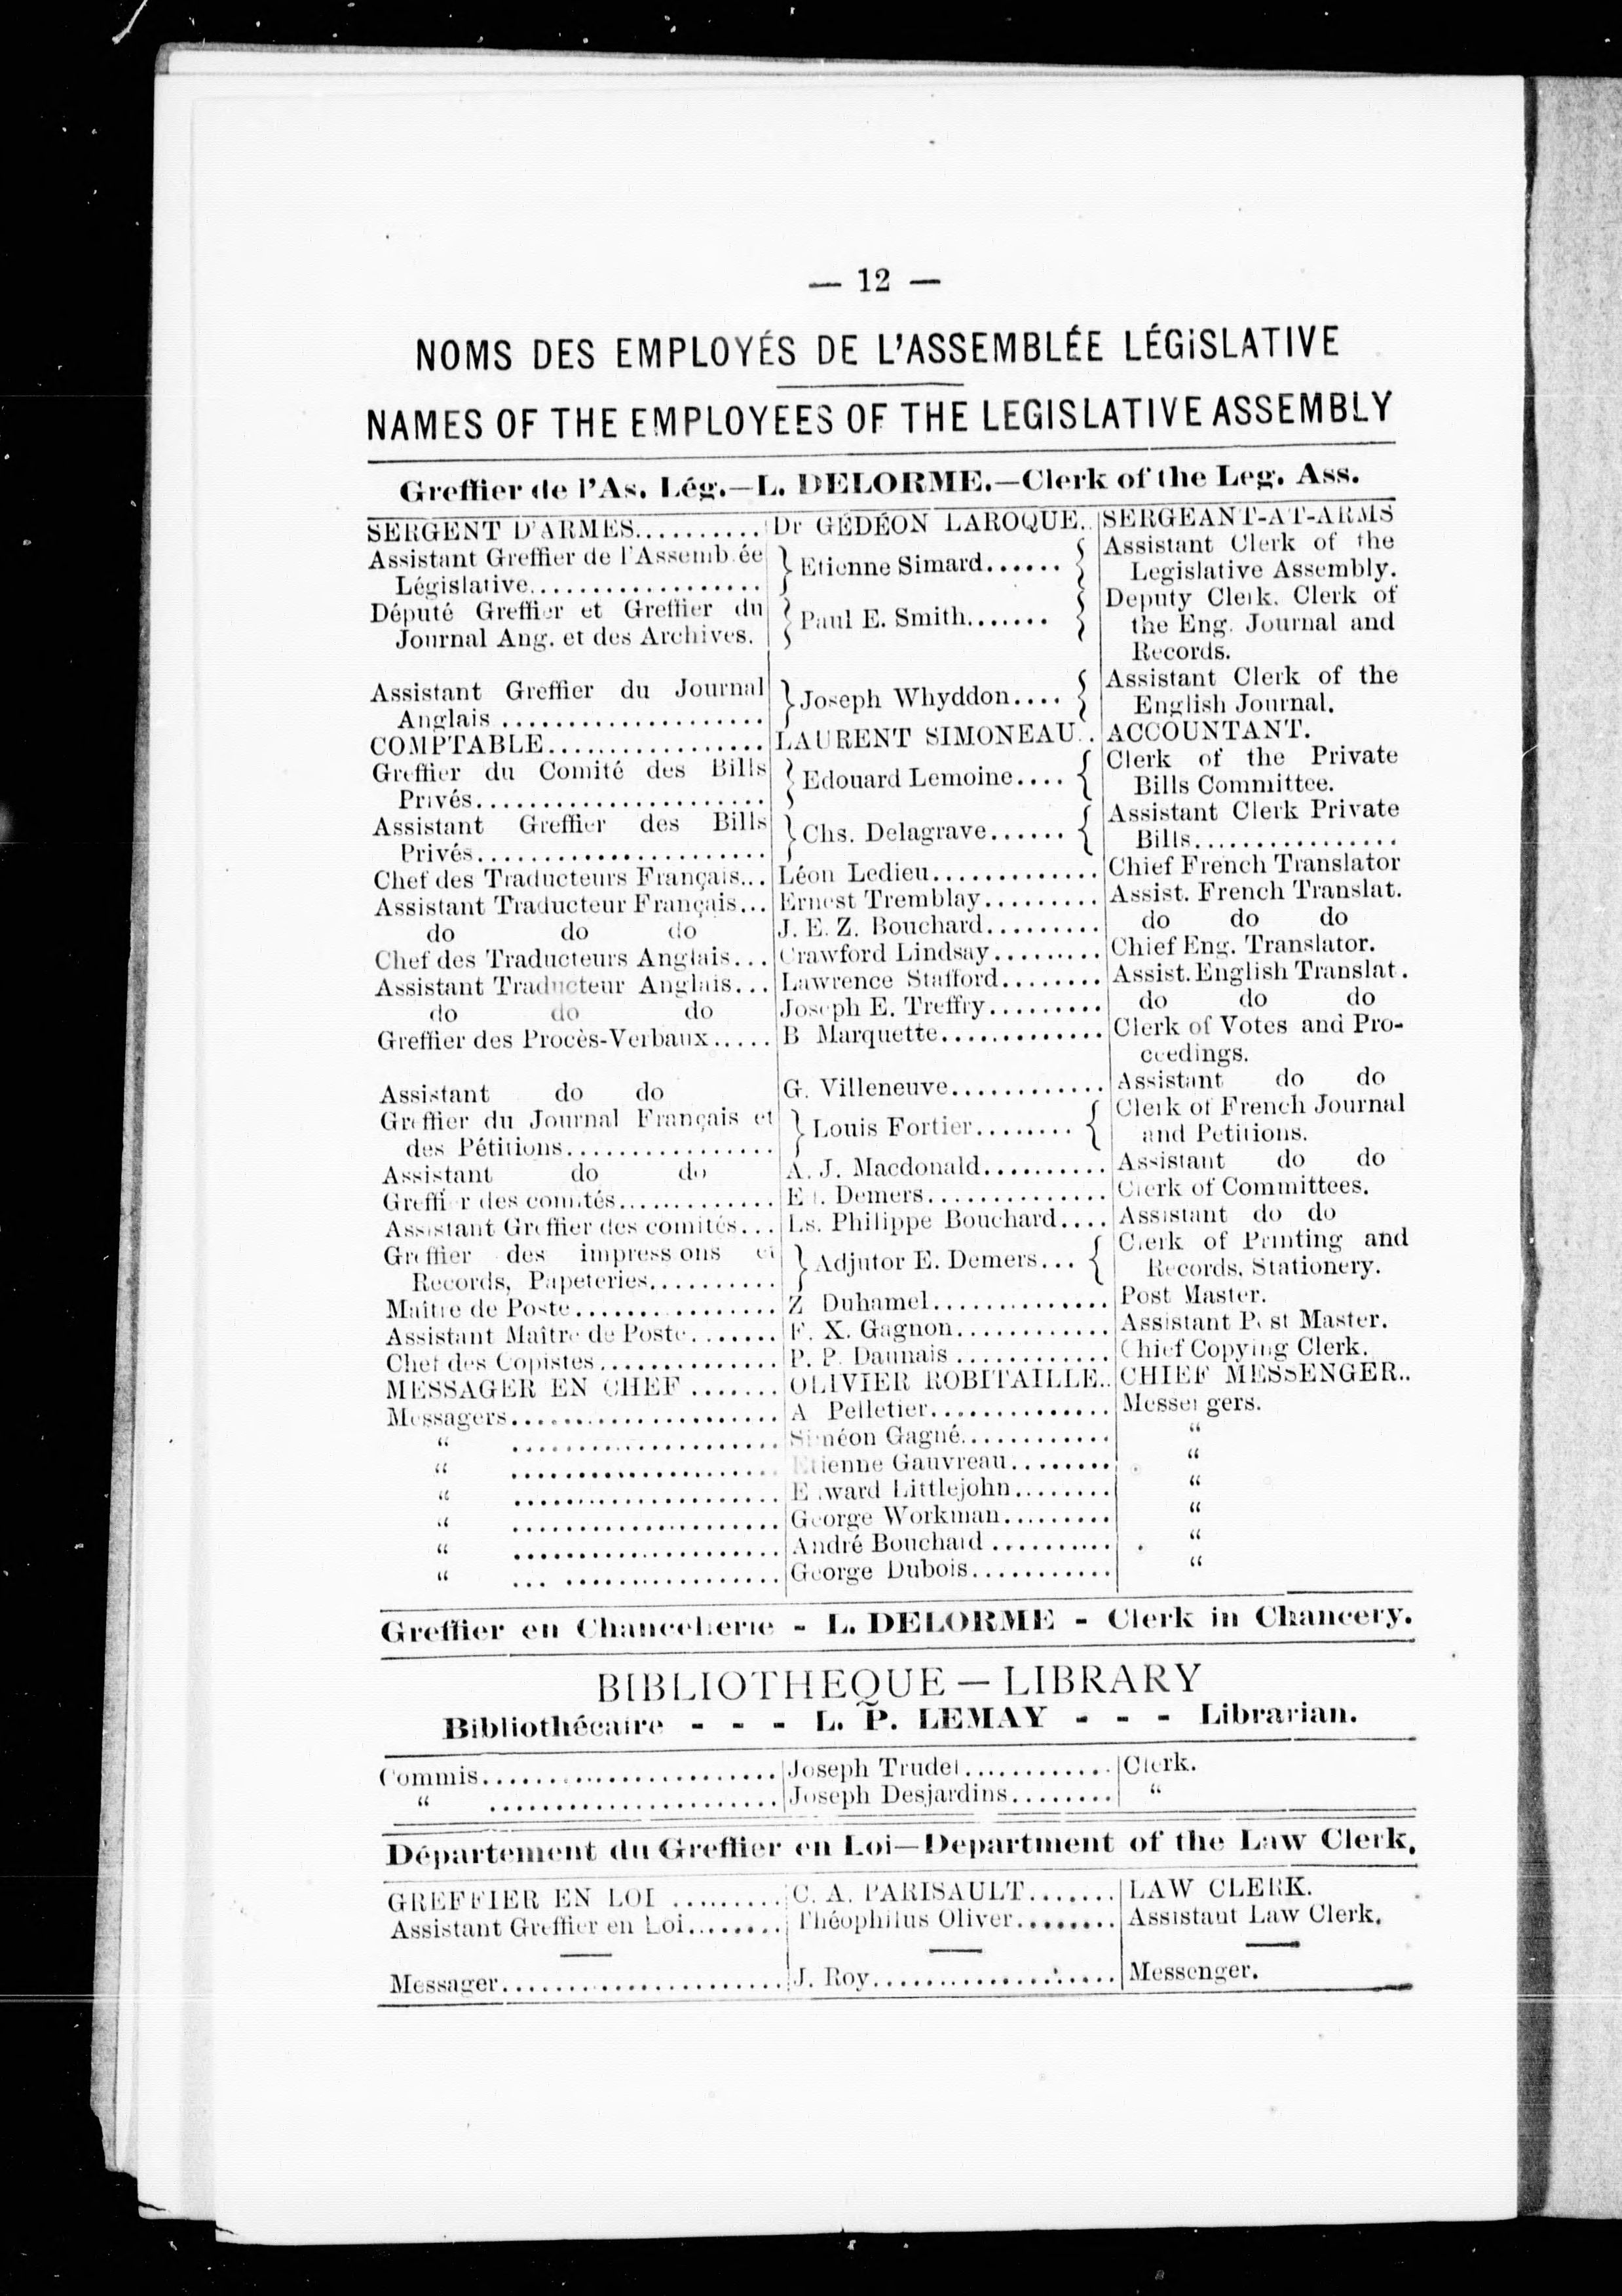 — 12 —
NOMS DES EMPLOYÉS DE L'ASSEMBLÉE LÉGiSLATIVE
NAMES OF THE EMPLOYEES OF THE LEGISLATIVE ASSEMBLY
Greffier de l'As. Lég.—L. DELORME.—Clerk of the Leg. Ass.
SERGENT D'ARMES.......... Dr GÉDÉON LAROQUE. SERGEANT-AT-ARMS
Assistant Greffier de l'Assemb ée Législative.................. } Etienne Simard...... { Assistant Clerk of the Legislative Assembly.
Député Greffier et Greffier du Journal Ang. et des Archives. } Paul E. Smith....... { Deputy Clerk. Clerk of the Eng. Journal and Records.
Assistant Greffier du Journal Anglais .................... } Joseph Whyddon.... { Assistant Clerk of the English Journal.
COMPTABLE................. LAURENT SIMONEAU.. ACCOUNTANT.
Greffier du Comité des Bills Privés...................... } Edouard Lemoine.... { Clerk of the Private Bills Committee.
Assistant Greffier des Bills Privés...................... } Chs. Delagrave...... { Assistant Clerk Private Bills................
Chef des Traducteurs Français... Léon Ledieu............. Chief French Translator
Assistant Traducteur Français... Ernest Tremblay......... Assist. French Translat.
do do do J. E. Z. Bouchard......... do do do
Chef des Traducteurs Anglais... Crawford Lindsay......... Chief Eng. Translator.
Assistant Traducteur Anglais... Lawrence Stafford........ Assist. English Translat.
do do do Joseph E. Treffry......... do do do
Greffier des Procès-Verbaux..... B Marquette............. Clerk of Votes and Pro-
ceedings.
Assistant do do G. Villeneuve............ Assistant do do
Greffier du Journal Français et des Pétitions................ } Louis Fortier........ { Clerk of French Journal and Petitions.
Assistant do do A. J. Macdonald.......... Assistant do do
Greffi r des comités............. E . Demers.............. Clerk of Committees.
Assistant Greffier des comités... Ls. Philippe Bouchard.... Assistant do do
Greffier des impress ons et Records, Papeteries.......... } Adjutor E. Demers... { Clerk of Printing and Records, Stationery.
Maître de Poste................ Z Duhamel.............. Post Master.
Assistant Maître de Poste....... F. X. Gagnon............ Assistant P st Master.
Chef des Copistes.............. P. P. Daunais ............ Chief Copying Clerk.
MESSAGER EN CHEF ....... OLIVIER ROBITAILLE.. CHIEF MESSENGER..
Messagers..................... A Pelletier.............. Messen gers.
“ ..................... Siméon Gagné............ “
“ ..................... Etienne Gauvreau........ “
“ ..................... E ward Littlejohn........ “
“ ..................... George Workman......... “
“ ..................... André Bouchard .......... “
“ ... ................. George Dubois........... “
Greffier en Chancellerie - L. DELORME - Clerk in Chancery.
BIBLIOTHEQUE — LIBRARY
Bibliothécaire - - - L. P. LEMAY - - - Librarian.
Commis...................... Joseph Trudel............ Clerk.
“ ...................... Joseph Desjardins........ “
Département du Greffier en Loi—Department of the Law Clerk.
GREFFIER EN LOI ......... C. A. PARISAULT....... LAW CLERK.
Assistant Greffier en Loi........ Théophilus Oliver........ Assistant Law Clerk.
Messager...................... J. Roy................... Messenger.